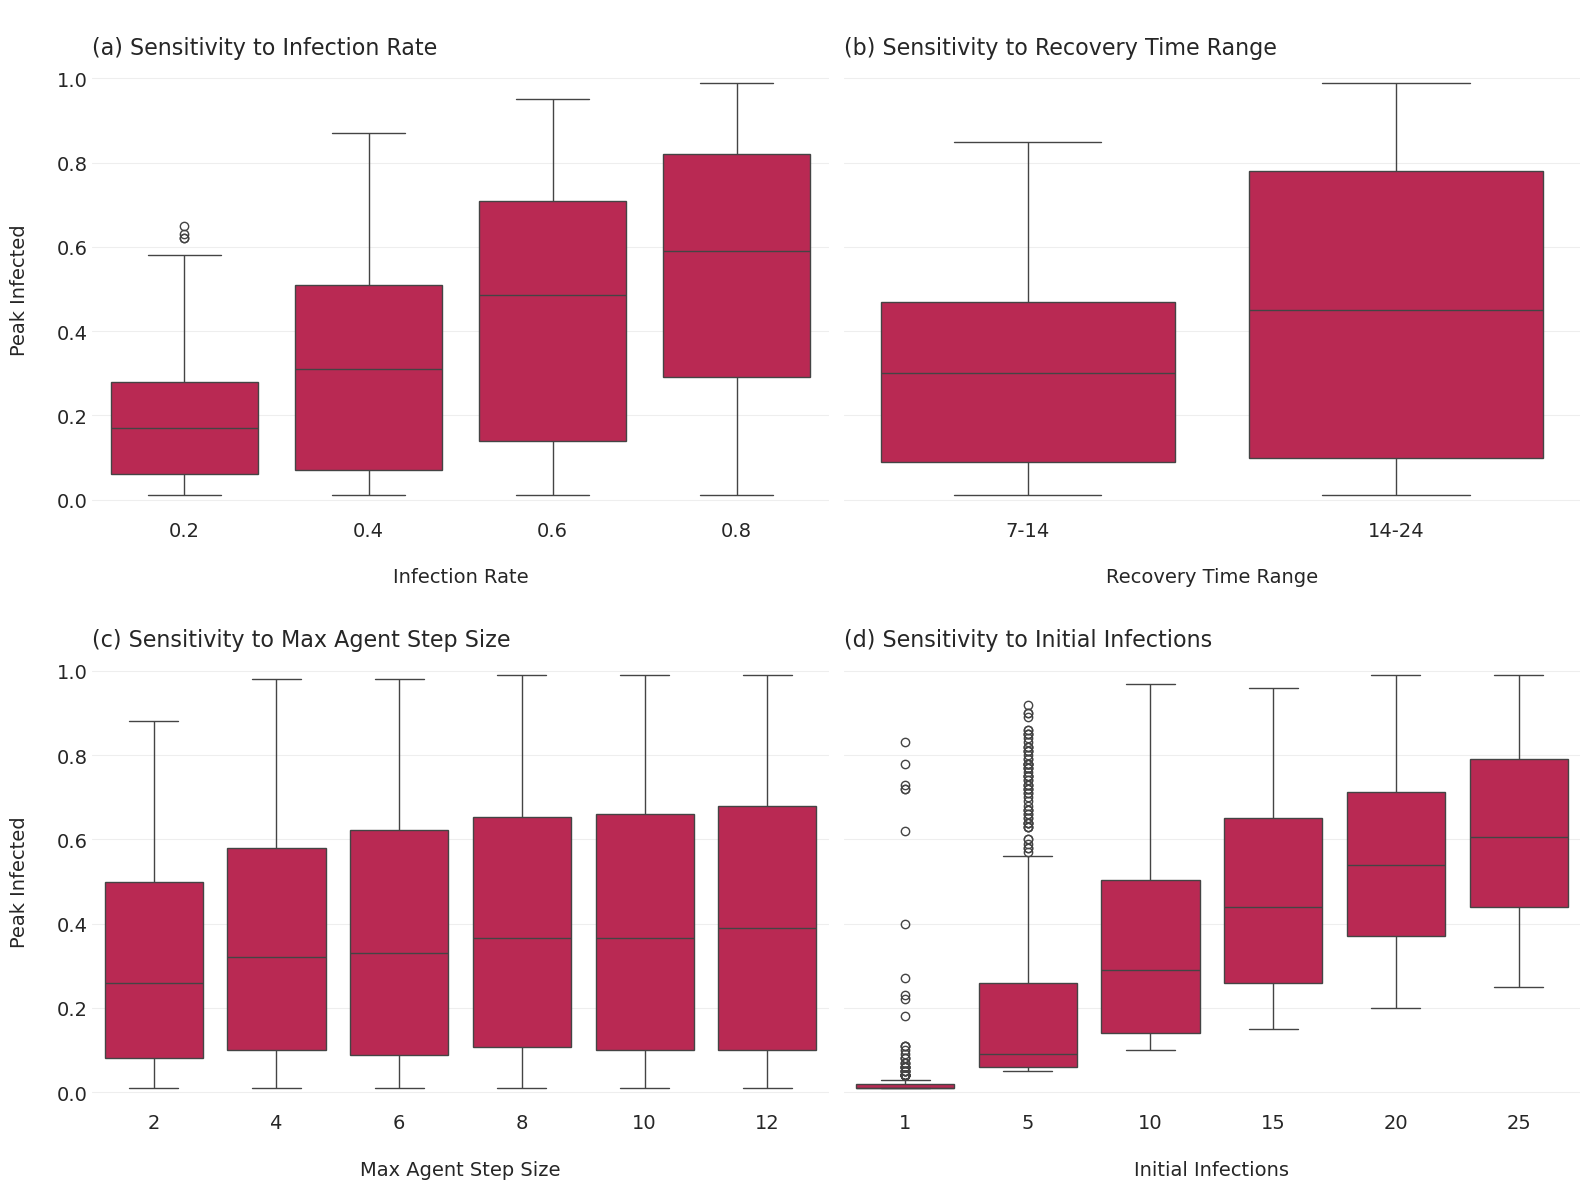 (a) Sensitivity to Infection Rate
(b) Sensitivity to Recovery Time Range
1.0
0.8
0.6
0.4
0.2
0.0
Peak Infected
0.2 0.4 0.6 0.8
7-14 14-24
Infection Rate
Recovery Time Range
(c) Sensitivity to Max Agent Step Size
(d) Sensitivity to Initial Infections
1.0
0.8
0.6
0.4
0.2
0.0
Peak Infected
2 4 6 8 10 12
1 5 10 15 20 25
Max Agent Step Size
Initial Infections